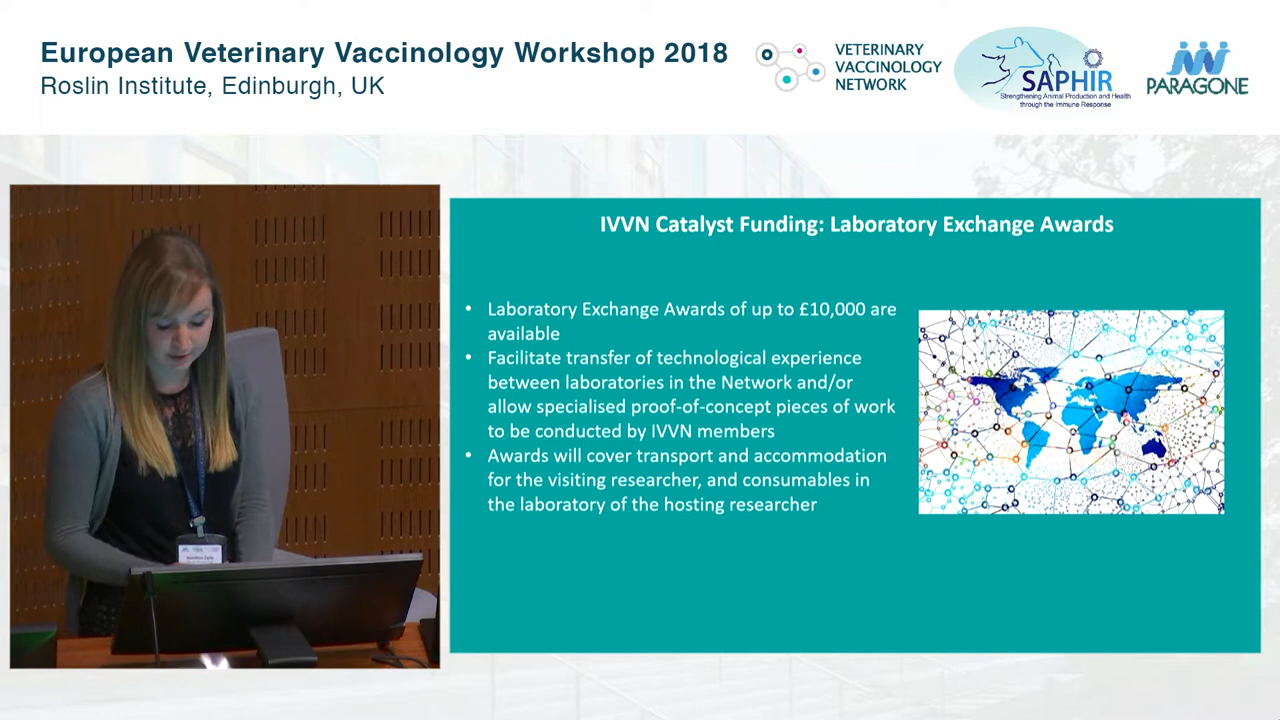 European Veterinary Vaccinology Workshop 2018
Roslin Institute, Edinburgh, UK
VETERINARY
VACCINOLOGY
NETWORK
SAPHIR
Strengthening Animal Production and Health
through the Immune Response
PARAGONE
IVVN Catalyst Funding: Laboratory Exchange Awards
• Laboratory Exchange Awards of up to £10,000 are
available
• Facilitate transfer of technological experience
between laboratories in the Network and/or
allow specialised proof-of-concept pieces of work
to be conducted by IVVN members
• Awards will cover transport and accommodation
for the visiting researcher, and consumables in
the laboratory of the hosting researcher